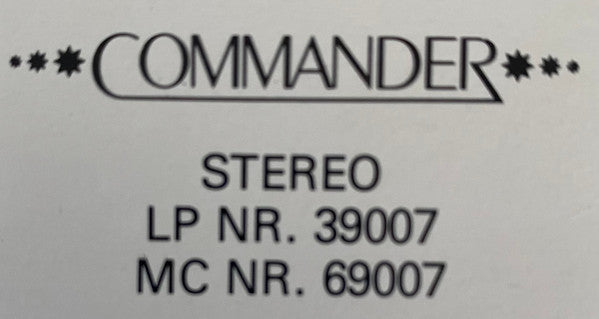 COMMANDER
STEREO
LP NR. 39007
MC NR. 69007